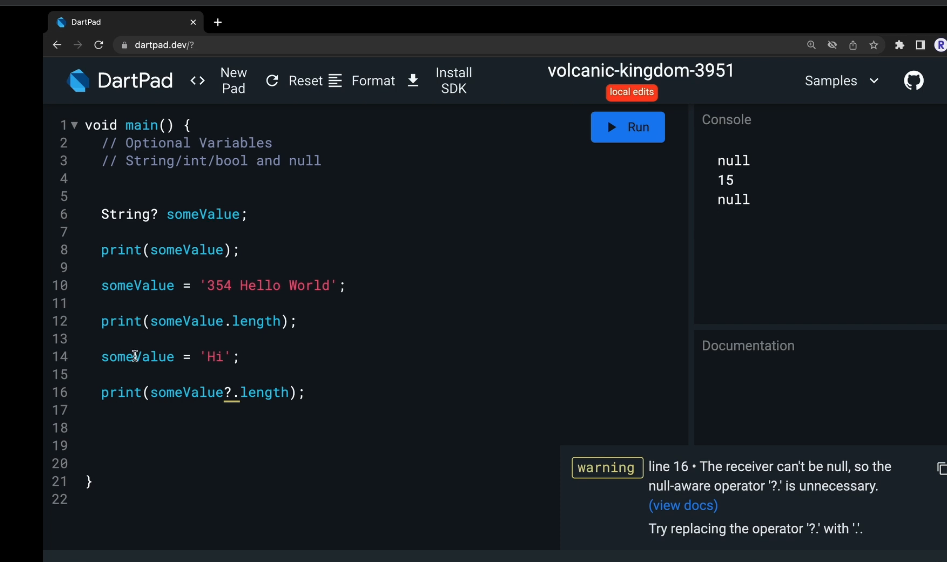 DartPad
dartpad.dev/?
R
DartPad
<>
New
Pad
Reset
Format
Install
SDK
volcanic-kingdom-3951
local edits
Samples
Run
Console
1 void main() {
2 // Optional Variables
3 // String/int/bool and null
4
5
6 String? someValue;
7
8 print(someValue);
9
10 someValue = '354 Hello World';
11
12 print(someValue.length);
13
14 someValue = 'Hi';
15
16 print(someValue?.length);
17
18
19
20
21 }
22
null
15
null
Documentation
warning
line 16 • The receiver can't be null, so the
null-aware operator '?.' is unnecessary.
(view docs)
Try replacing the operator '?.' with '.'.